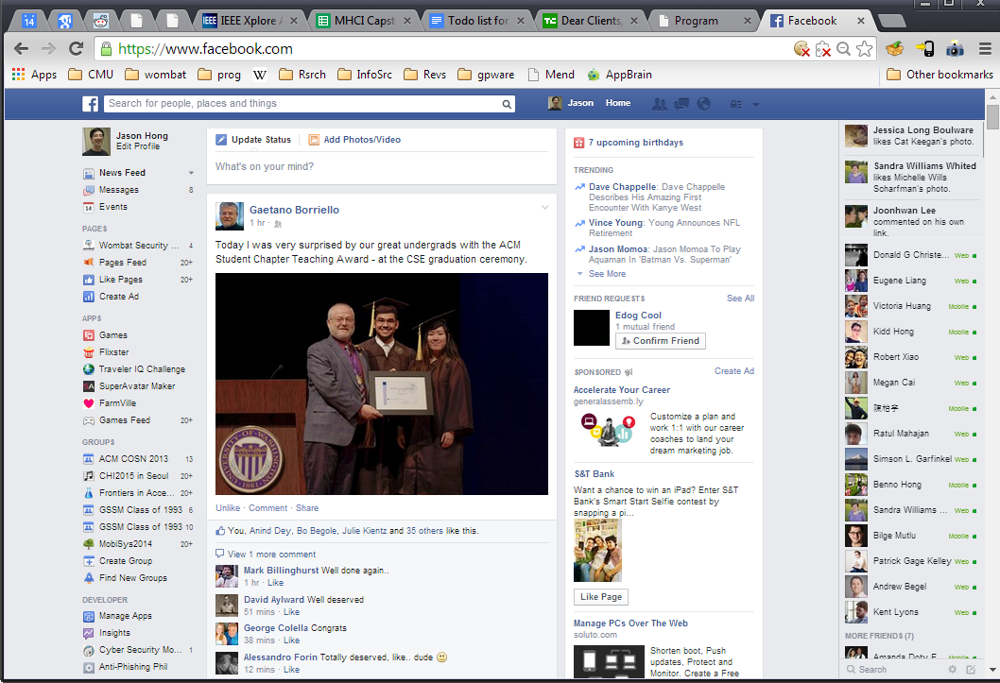 14
IEEE Xplore A
MHCI Capst
Todo list for
Dear Clients,
Program
Facebook
https://www.facebook.com
Apps
CMU
wombat
prog
W
Rsrch
InfoSrc
Revs
gpware
Mend
AppBrain
Other bookmarks
Search for people, places and things
Jason
Home
Jason Hong
Edit Profile
News Feed
Messages 8
Events
PAGES
Wombat Security ... 4
Pages Feed 20+
Like Pages 20+
Create Ad
APPS
Games
Flixster
Traveler IQ Challenge
SuperAvatar Maker
FarmVille
Games Feed 20+
GROUPS
ACM COSN 2013 13
CHI2015 in Seoul 20+
Frontiers in Acce... 20+
GSSM Class of 1993 6
GSSM Class of 1993 10
MobiSys2014 20+
Create Group
Find New Groups
DEVELOPER
Manage Apps
Insights
Cyber Security Mo... 1
Anti-Phishing Phil
Update Status
Add Photos/Video
What's on your mind?
Gaetano Borriello
1 hr ·
Today I was very surprised by our great undergrads with the ACM
Student Chapter Teaching Award - at the CSE graduation ceremony.
UNIVERSITY OF WASHINGTON
1861
Unlike · Comment · Share
You, Anind Dey, Bo Begole, Julie Kientz and 35 others like this.
View 1 more comment
Mark Billinghurst Well done again..
1 hr · Like
David Aylward Well deserved
51 mins · Like
George Colella Congrats
38 mins · Like
Alessandro Forin Totally deserved, like.. dude
12 mins · Like
7 upcoming birthdays
TRENDING
Dave Chappelle: Dave Chappelle
Describes His Amazing First
Encounter With Kanye West
Vince Young: Young Announces NFL
Retirement
Jason Momoa: Jason Momoa To Play
Aquaman In 'Batman Vs. Superman'
See More
FRIEND REQUESTS See All
Edog Cool
1 mutual friend
Confirm Friend
SPONSORED Create Ad
Accelerate Your Career
generalassemb.ly
Customize a plan and
work 1:1 with our career
coaches to land your
dream marketing job.
S&T Bank
Want a chance to win an iPad? Enter S&T
Bank's Smart Start Selfie contest by
snapping a pi...
Like Page
Manage PCs Over The Web
soluto.com
Shorten boot, Push
updates, Protect and
Monitor. Create a Free
Jessica Long Boulware
likes Cat Keegan's photo.
Sandra Williams Whited
likes Michelle Wills
Scharfman's photo.
Joonhwan Lee
commented on his own
link.
Donald G Christe... Web
Eugene Liang Web
Victoria Huang Mobile
Kidd Hong Mobile
Robert Xiao Web
Megan Cai Web
陳柏宇 Mobile
Ratul Mahajan Web
Simson L. Garfinkel Web
Benno Hong Mobile
Sandra Williams ... Web
Bilge Mutlu Mobile
Patrick Gage Kelley Web
Andrew Begel Web
Kent Lyons Web
MORE FRIENDS (7)
Amanda Doty F Mobile
Search